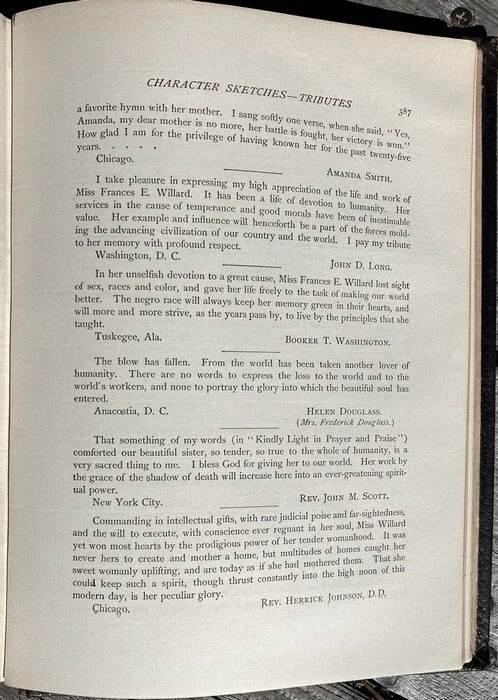 CHARACTER SKETCHES—TRIBUTES 387
a favorite hymn with her mother. I sang softly one verse, when she said, "Yes,
Amanda, my dear mother is no more, her battle is fought, her victory is won."
How glad I am for the privilege of having known her for the past twenty-five
years. . . . .
Chicago. AMANDA SMITH.
I take pleasure in expressing my high appreciation of the life and work of
Miss Frances E. Willard. It has been a life of devotion to humanity. Her
services in the cause of temperance and good morals have been of inestimable
value. Her example and influence will henceforth be a part of the forces mold-
ing the advancing civilization of our country and the world. I pay my tribute
to her memory with profound respect.
Washington, D. C. JOHN D. LONG.
In her unselfish devotion to a great cause, Miss Frances E. Willard lost sight
of sex, races and color, and gave her life freely to the task of making our world
better. The negro race will always keep her memory green in their hearts, and
will more and more strive, as the years pass by, to live by the principles that she
taught.
Tuskegee, Ala. BOOKER T. WASHINGTON.
The blow has fallen. From the world has been taken another lover of
humanity. There are no words to express the loss to the world and to the
world's workers, and none to portray the glory into which the beautiful soul has
entered.
Anacostia, D. C. HELEN DOUGLASS.
(Mrs. Frederick Douglass.)
That something of my words (in "Kindly Light in Prayer and Praise")
comforted our beautiful sister, so tender, so true to the whole of humanity, is a
very sacred thing to me. I bless God for giving her to our world. Her work by
the grace of the shadow of death will increase here into an ever-greatening spirit-
ual power.
New York City. REV. JOHN M. SCOTT.
Commanding in intellectual gifts, with rare judicial poise and far-sightedness,
and the will to execute, with conscience ever regnant in her soul, Miss Willard
yet won most hearts by the prodigious power of her tender womanhood. It was
never hers to create and mother a home, but multitudes of homes caught her
sweet womanly uplifting, and are today as if she had mothered them. That she
could keep such a spirit, though thrust constantly into the high noon of this
modern day, is her peculiar glory.
Chicago. REV. HERRICK JOHNSON, D.D.